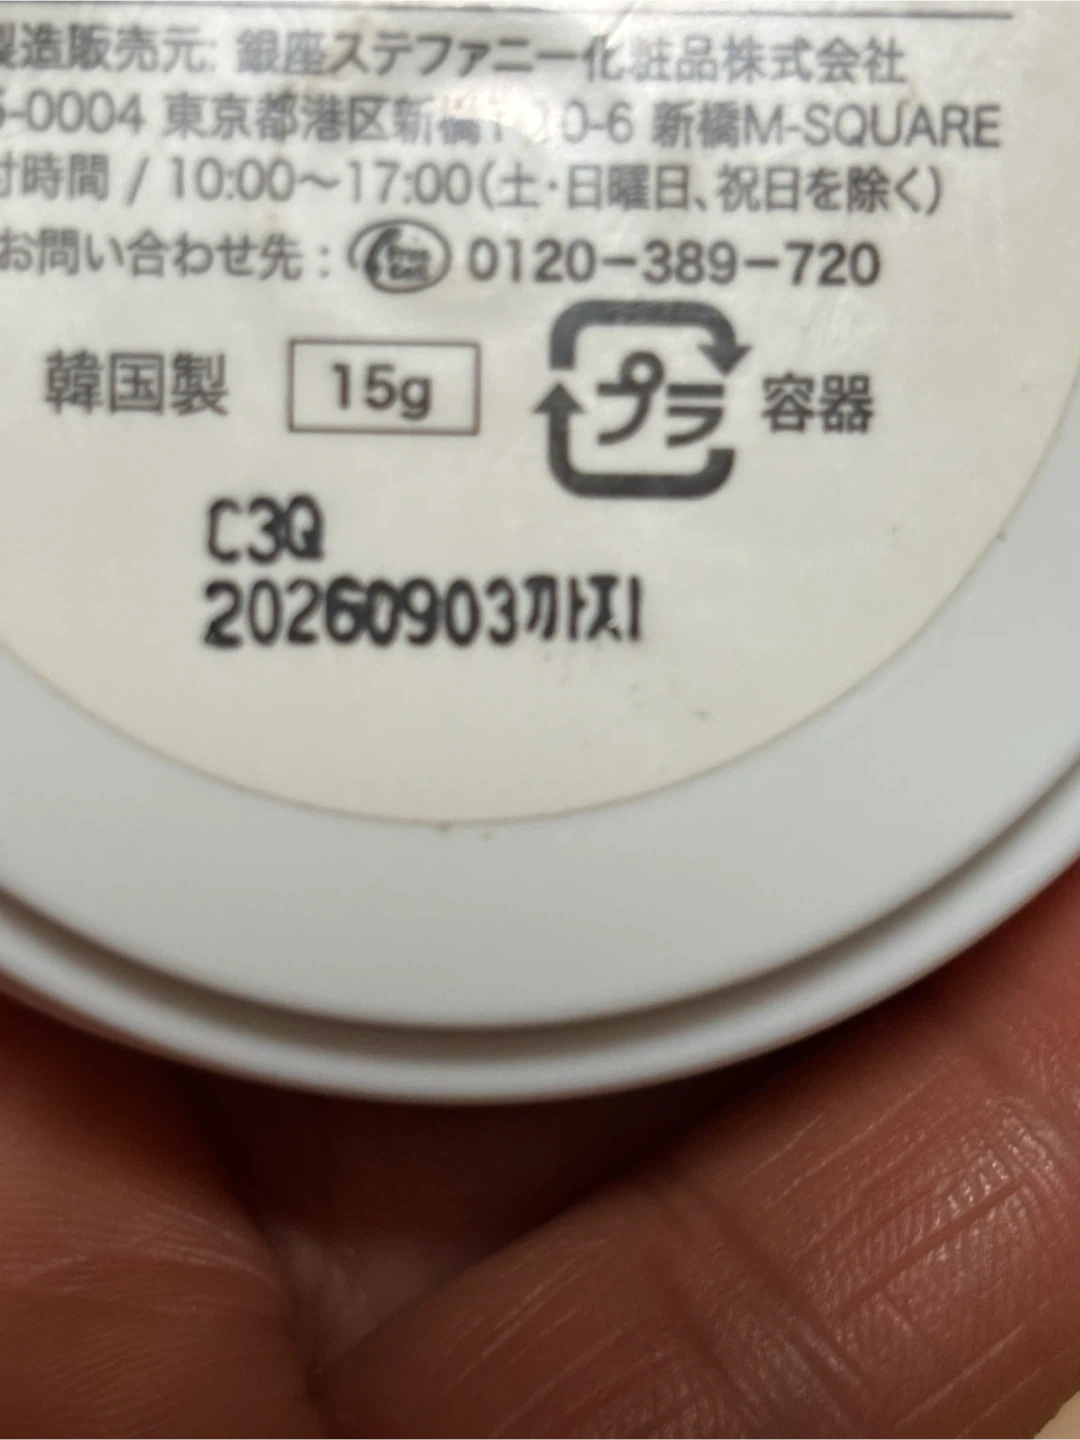 製造販売元: 銀座ステファニー化粧品株式会社
5-0004 東京都港区新橋1 0-6 新橋M-SQUARE
付時間 / 10:00～17:00(土・日曜日、祝日を除く)
お問い合わせ先 : 0120-389-720
韓国製 15g プラ 容器
C3Q
20260903까지